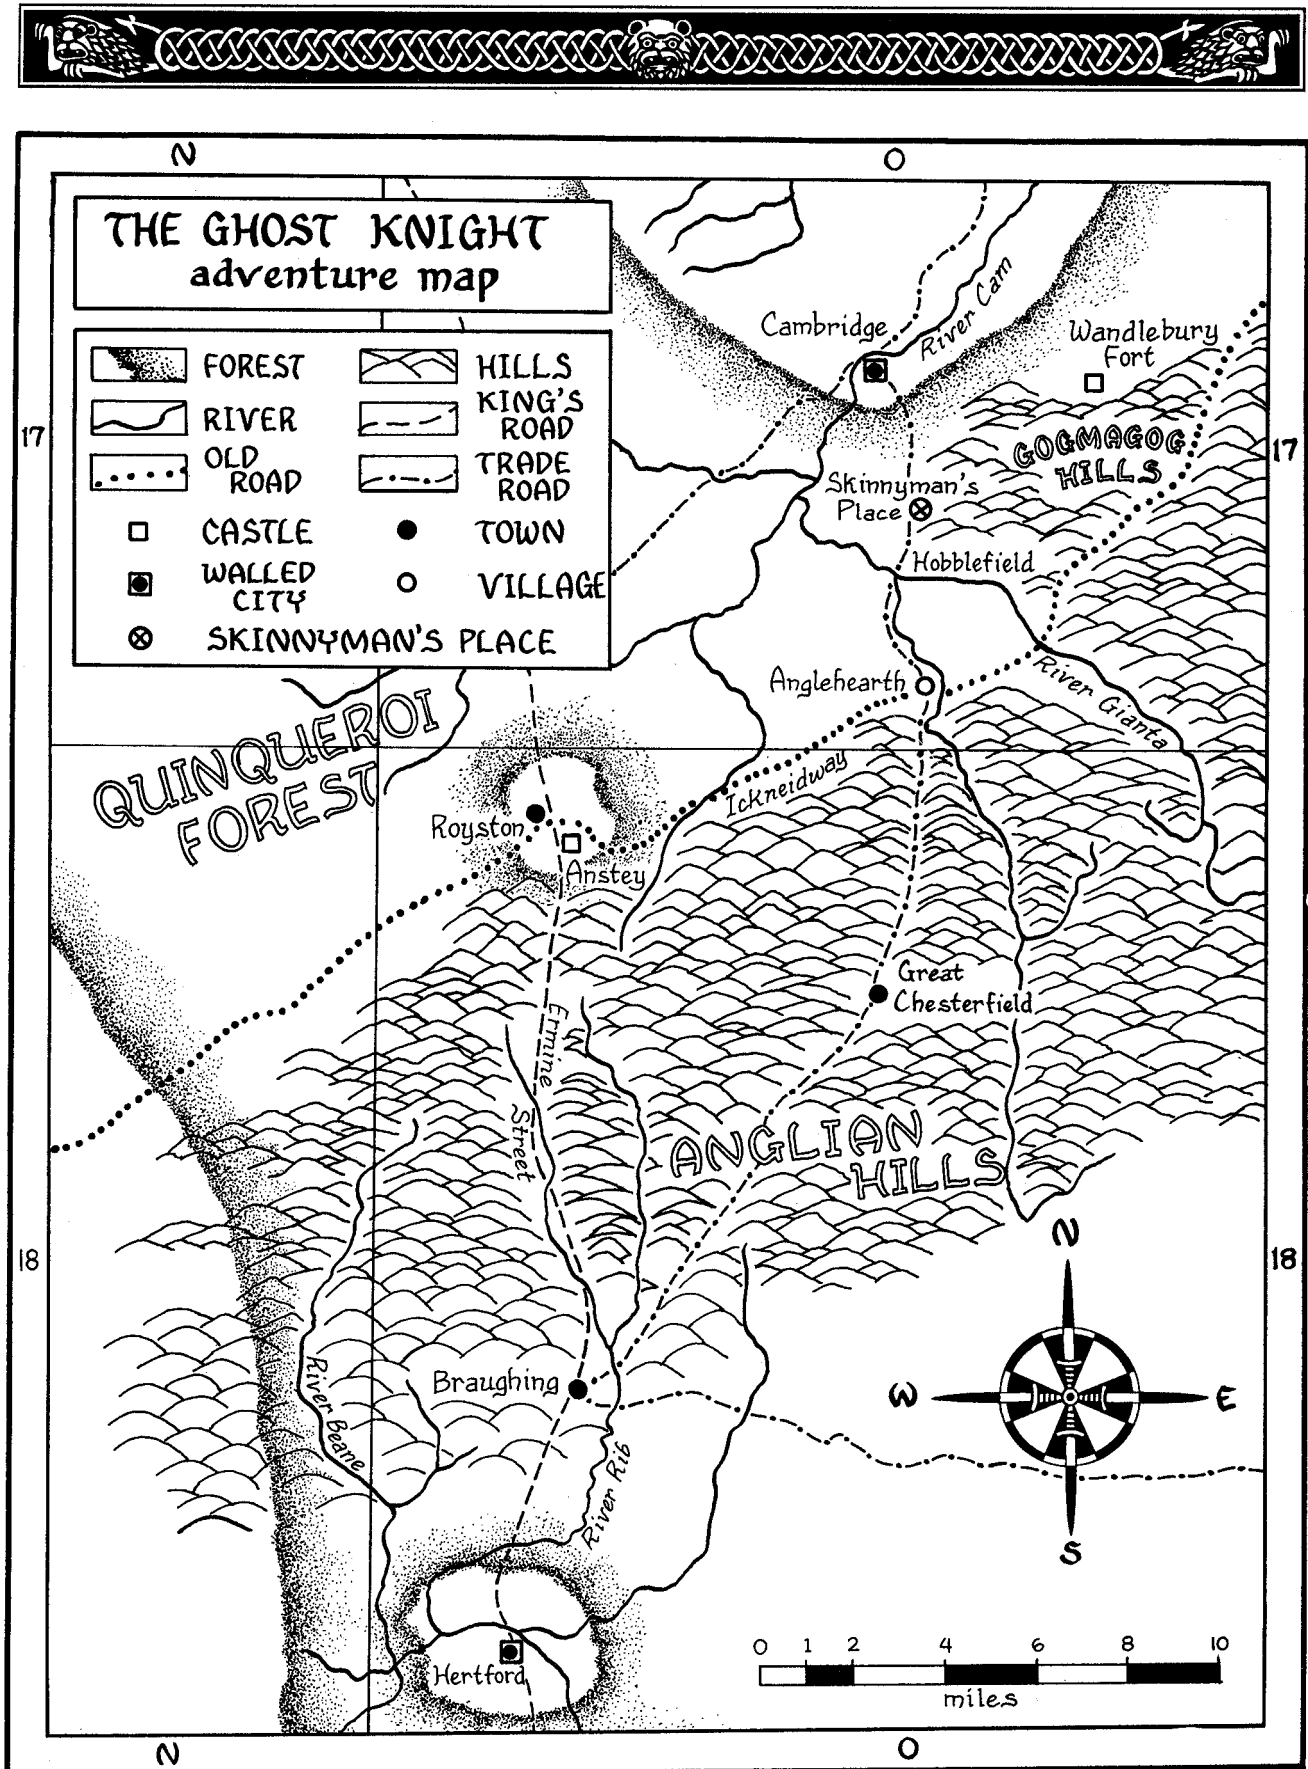 N
O
THE GHOST KNIGHT
adventure map
FOREST
RIVER
OLD
ROAD
CASTLE
WALLED
CITY
HILLS
KING'S
ROAD
TRADE
ROAD
TOWN
VILLAGE
SKINNYMAN'S PLACE
17
17
Cambridge
River Cam
Wandlebury
Fort
GOGMAGOG
HILLS
Skinnyman's
Place
Hobblefield
Anglehearth
River Gianta
QUINQUEROI
FOREST
Ickneidway
Royston
Anstey
Great
Chesterfield
Ermine
Street
ANGLIAN
HILLS
18
18
River Beane
Braughing
River Rib
Hertford
N
W
E
S
0 1 2 4 6 8 10
miles
N
O